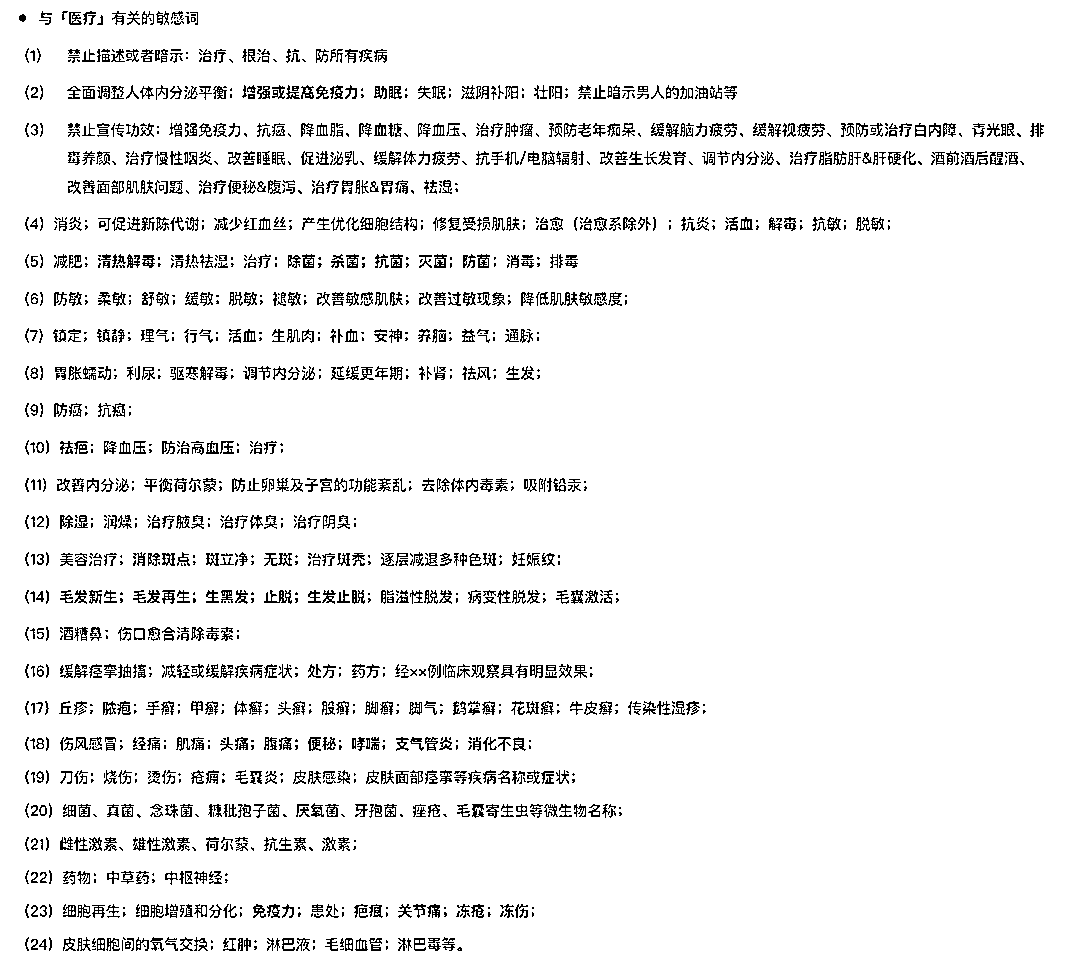 ● 与「医疗」有关的敏感词
(1) 禁止描述或者暗示：治疗、根治、抗、防所有疾病
(2) 全面调整人体内分泌平衡；增强或提高免疫力；助眠；失眠；滋阴补阳；壮阳；禁止暗示男人的加油站等
(3) 禁止宣传功效：增强免疫力、抗癌、降血脂、降血糖、降血压、治疗肿瘤、预防老年痴呆、缓解脑力疲劳、缓解视疲劳、预防或治疗白内障、青光眼、排
毒养颜、治疗慢性咽炎、改善睡眠、促进泌乳、缓解体力疲劳、抗手机/电脑辐射、改善生长发育、调节内分泌、治疗脂肪肝&肝硬化、酒前酒后醒酒、
改善面部肌肤问题、治疗便秘&腹泻、治疗胃胀&胃痛、祛湿；
(4) 消炎；可促进新陈代谢；减少红血丝；产生优化细胞结构；修复受损肌肤；治愈（治愈系除外）；抗炎；活血；解毒；抗敏；脱敏；
(5) 减肥；清热解毒；清热祛湿；治疗；除菌；杀菌；抗菌；灭菌；防菌；消毒；排毒
(6) 防敏；柔敏；舒敏；缓敏；脱敏；褪敏；改善敏感肌肤；改善过敏现象；降低肌肤敏感度；
(7) 镇定；镇静；理气；行气；活血；生肌肉；补血；安神；养脑；益气；通脉；
(8) 胃胀蠕动；利尿；驱寒解毒；调节内分泌；延缓更年期；补肾；祛风；生发；
(9) 防癌；抗癌；
(10) 祛疤；降血压；防治高血压；治疗；
(11) 改善内分泌；平衡荷尔蒙；防止卵巢及子宫的功能紊乱；去除体内毒素；吸附铅汞；
(12) 除湿；润燥；治疗腋臭；治疗体臭；治疗阴臭；
(13) 美容治疗；消除斑点；斑立净；无斑；治疗斑秃；逐层减退多种色斑；妊娠纹；
(14) 毛发新生；毛发再生；生黑发；止脱；生发止脱；脂溢性脱发；病变性脱发；毛囊激活；
(15) 酒糟鼻；伤口愈合清除毒素；
(16) 缓解痉挛抽搐；减轻或缓解疾病症状；处方；药方；经××例临床观察具有明显效果；
(17) 丘疹；脓疱；手癣；甲癣；体癣；头癣；股癣；脚癣；脚气；鹅掌癣；花斑癣；牛皮癣；传染性湿疹；
(18) 伤风感冒；经痛；肌痛；头痛；腹痛；便秘；哮喘；支气管炎；消化不良；
(19) 刀伤；烧伤；烫伤；疮痈；毛囊炎；皮肤感染；皮肤面部痉挛等疾病名称或症状；
(20) 细菌、真菌、念珠菌、糠秕孢子菌、厌氧菌、牙孢菌、痤疮、毛囊寄生虫等微生物名称；
(21) 雌性激素、雄性激素、荷尔蒙、抗生素、激素；
(22) 药物；中草药；中枢神经；
(23) 细胞再生；细胞增殖和分化；免疫力；患处；疤痕；关节痛；冻疮；冻伤；
(24) 皮肤细胞间的氧气交换；红肿；淋巴液；毛细血管；淋巴毒等。